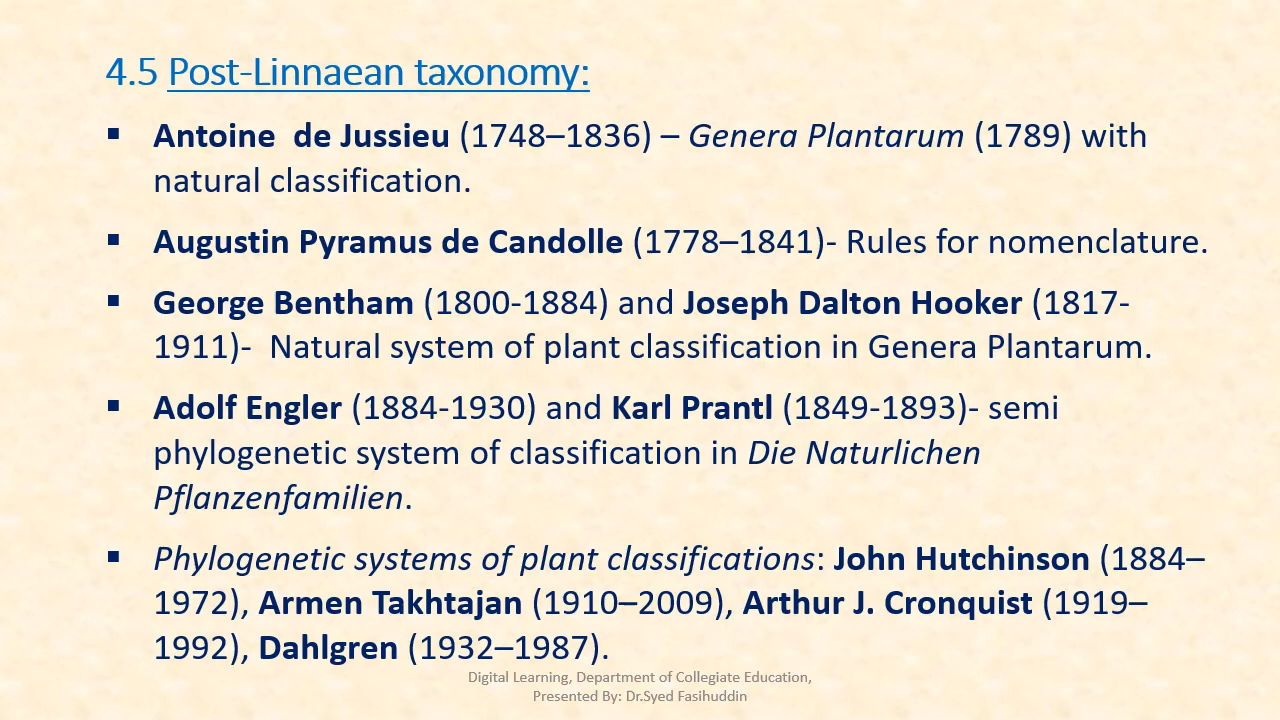 4.5 Post-Linnaean taxonomy:
▪ Antoine  de Jussieu (1748–1836) – Genera Plantarum (1789) with
natural classification.
▪ Augustin Pyramus de Candolle (1778–1841)- Rules for nomenclature.
▪ George Bentham (1800-1884) and Joseph Dalton Hooker (1817-
1911)-  Natural system of plant classification in Genera Plantarum.
▪ Adolf Engler (1884-1930) and Karl Prantl (1849-1893)- semi
phylogenetic system of classification in Die Naturlichen
Pflanzenfamilien.
▪ Phylogenetic systems of plant classifications: John Hutchinson (1884–
1972), Armen Takhtajan (1910–2009), Arthur J. Cronquist (1919–
1992), Dahlgren (1932–1987).
Digital Learning, Department of Collegiate Education,
Presented By: Dr.Syed Fasihuddin